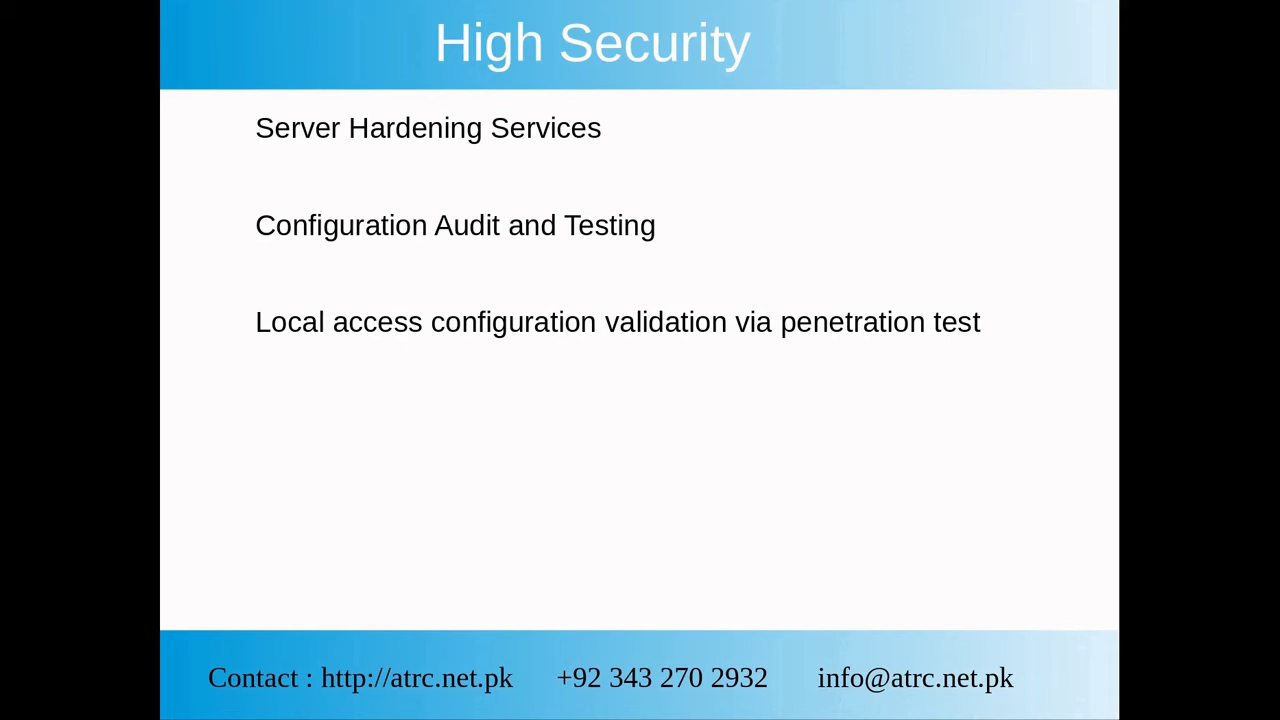 High Security
Server Hardening Services
Configuration Audit and Testing
Local access configuration validation via penetration test
Contact : http://atrc.net.pk +92 343 270 2932 info@atrc.net.pk